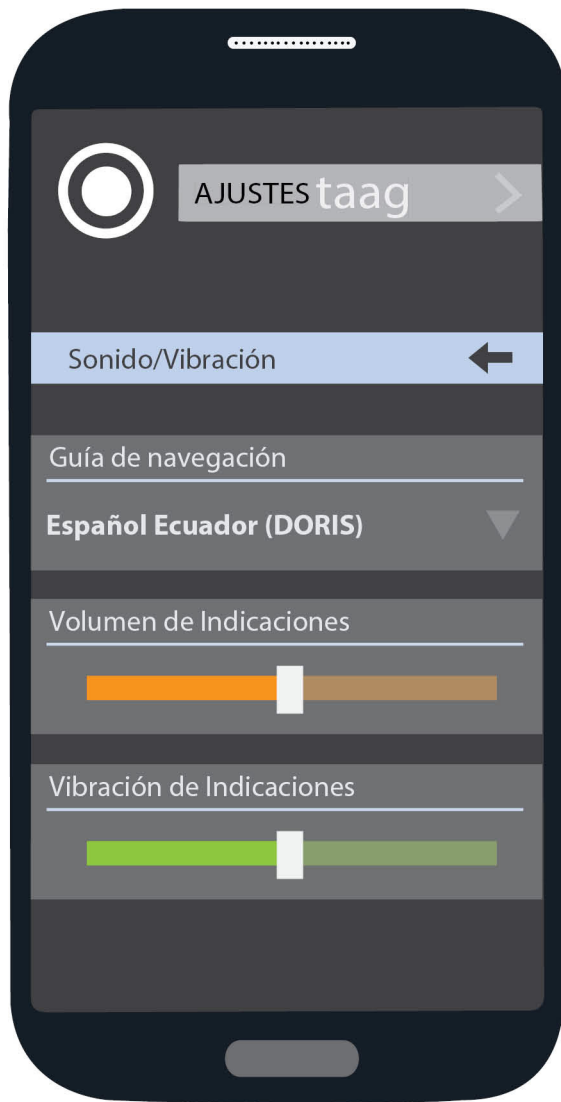 AJUSTES taag
Sonido/Vibración
Guía de navegación
Español Ecuador (DORIS)
Volumen de Indicaciones
Vibración de Indicaciones